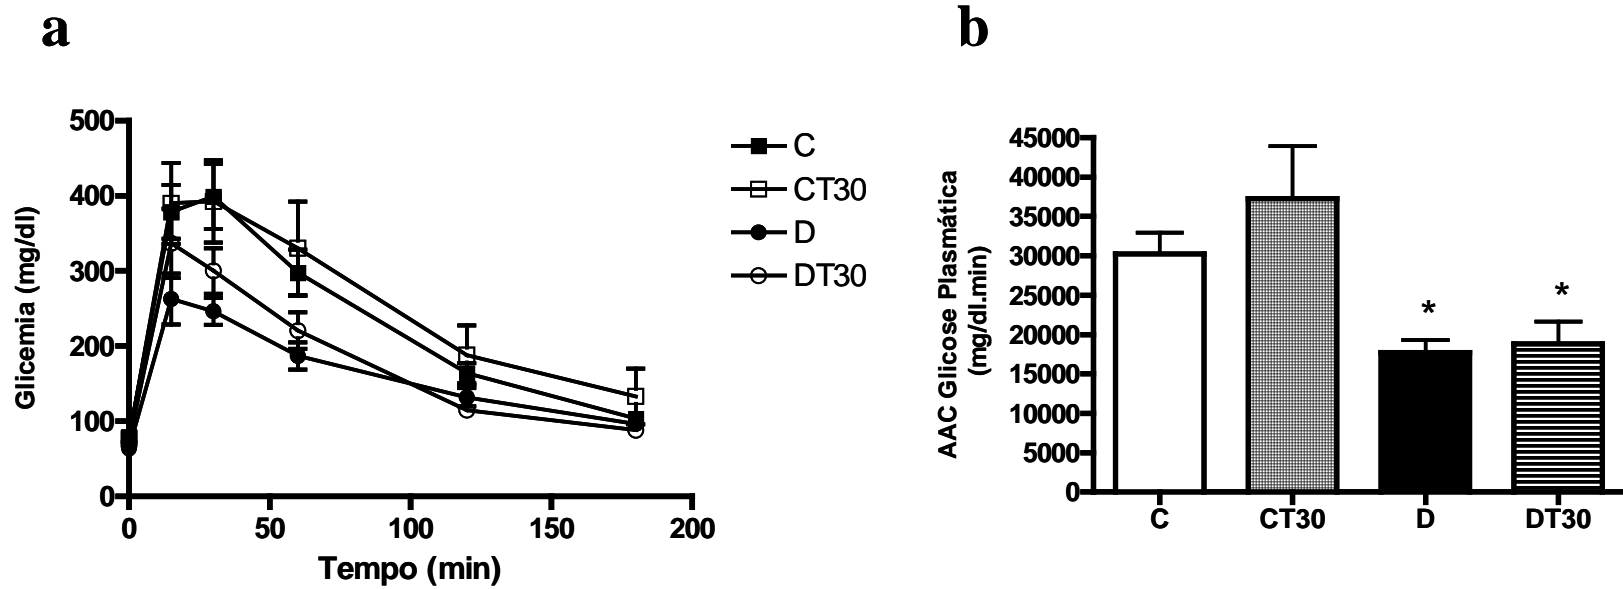 a
500
400
300
200
100
0
0 50 100 150 200
Glicemia (mg/dl)
Tempo (min)
C
CT30
D
DT30
b
45000
40000
35000
30000
25000
20000
15000
10000
5000
0
AAC Glicose Plasmática
(mg/dl.min)
* *
C CT30 D DT30